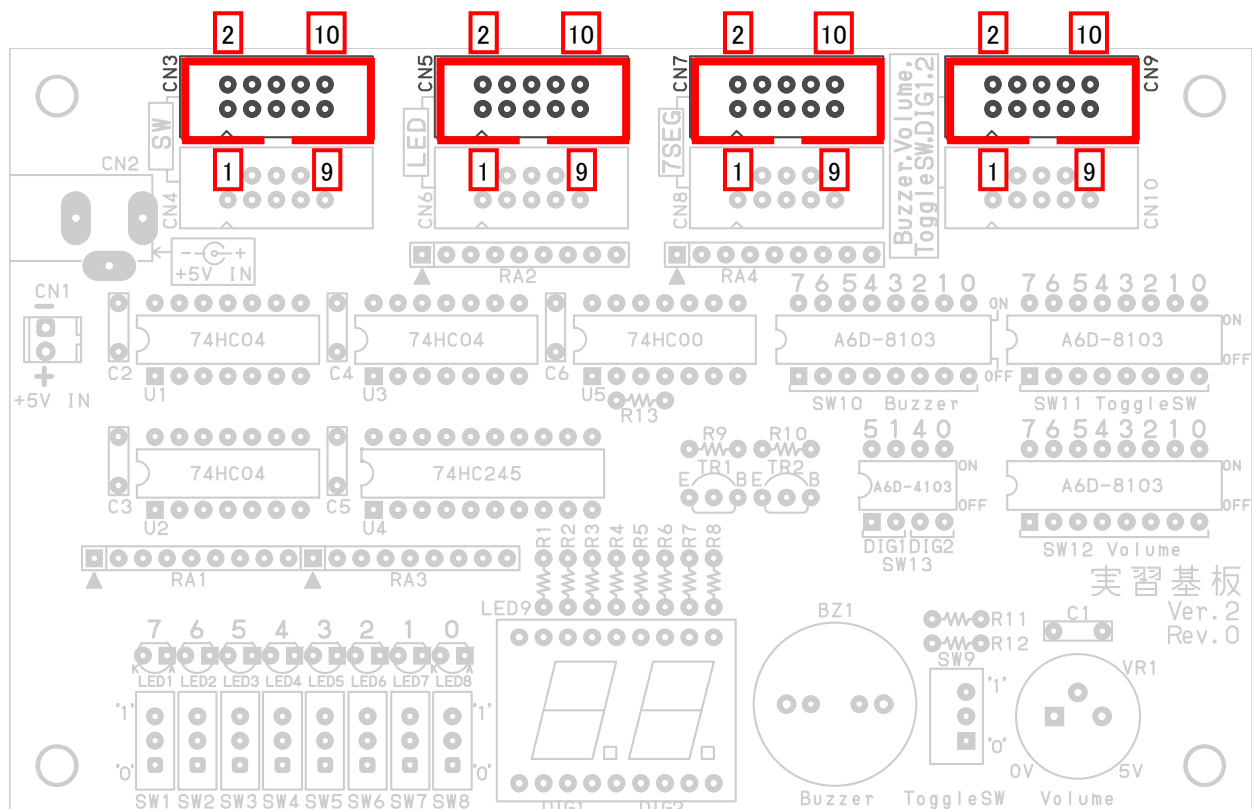 2 10 2 10 2 10 2 10
CN3 CN5 CN7 CN9
SW LED 7SEG Buzzer,Volume,
ToggleSW,DIG1,2
1 9 1 9 1 9 1 9
CN2 CN4 CN6 CN8 CN10
- +
+5V IN
RA2 RA4
CN1
-
+
+5V IN
7 6 5 4 3 2 1 0 ON
7 6 5 4 3 2 1 0 ON
74HC04 74HC04 74HC00 A6D-8103 A6D-8103
OFF OFF
C2 U1 C4 U3 C6 U5
R13
SW10 Buzzer SW11 ToggleSW
R9 R10
TR1 TR2
E B E B
5 1 4 0 ON
7 6 5 4 3 2 1 0 ON
74HC04 74HC245 A6D-4103 A6D-8103
OFF OFF
C3 U2 C5 U4
DIG1 DIG2
SW13
SW12 Volume
R1 R2 R3 R4 R5 R6 R7 R8
RA1 RA3
実習基板
Ver.2
Rev.0
LED9 BZ1 R11 C1
R12
SW9 VR1
7 6 5 4 3 2 1 0
K A K A
LED1 LED2 LED3 LED4 LED5 LED6 LED7 LED8
'1' '1' '1'
'0' '0' '0'
0V 5V
SW1 SW2 SW3 SW4 SW5 SW6 SW7 SW8
DIG1 DIG2 Buzzer ToggleSW Volume